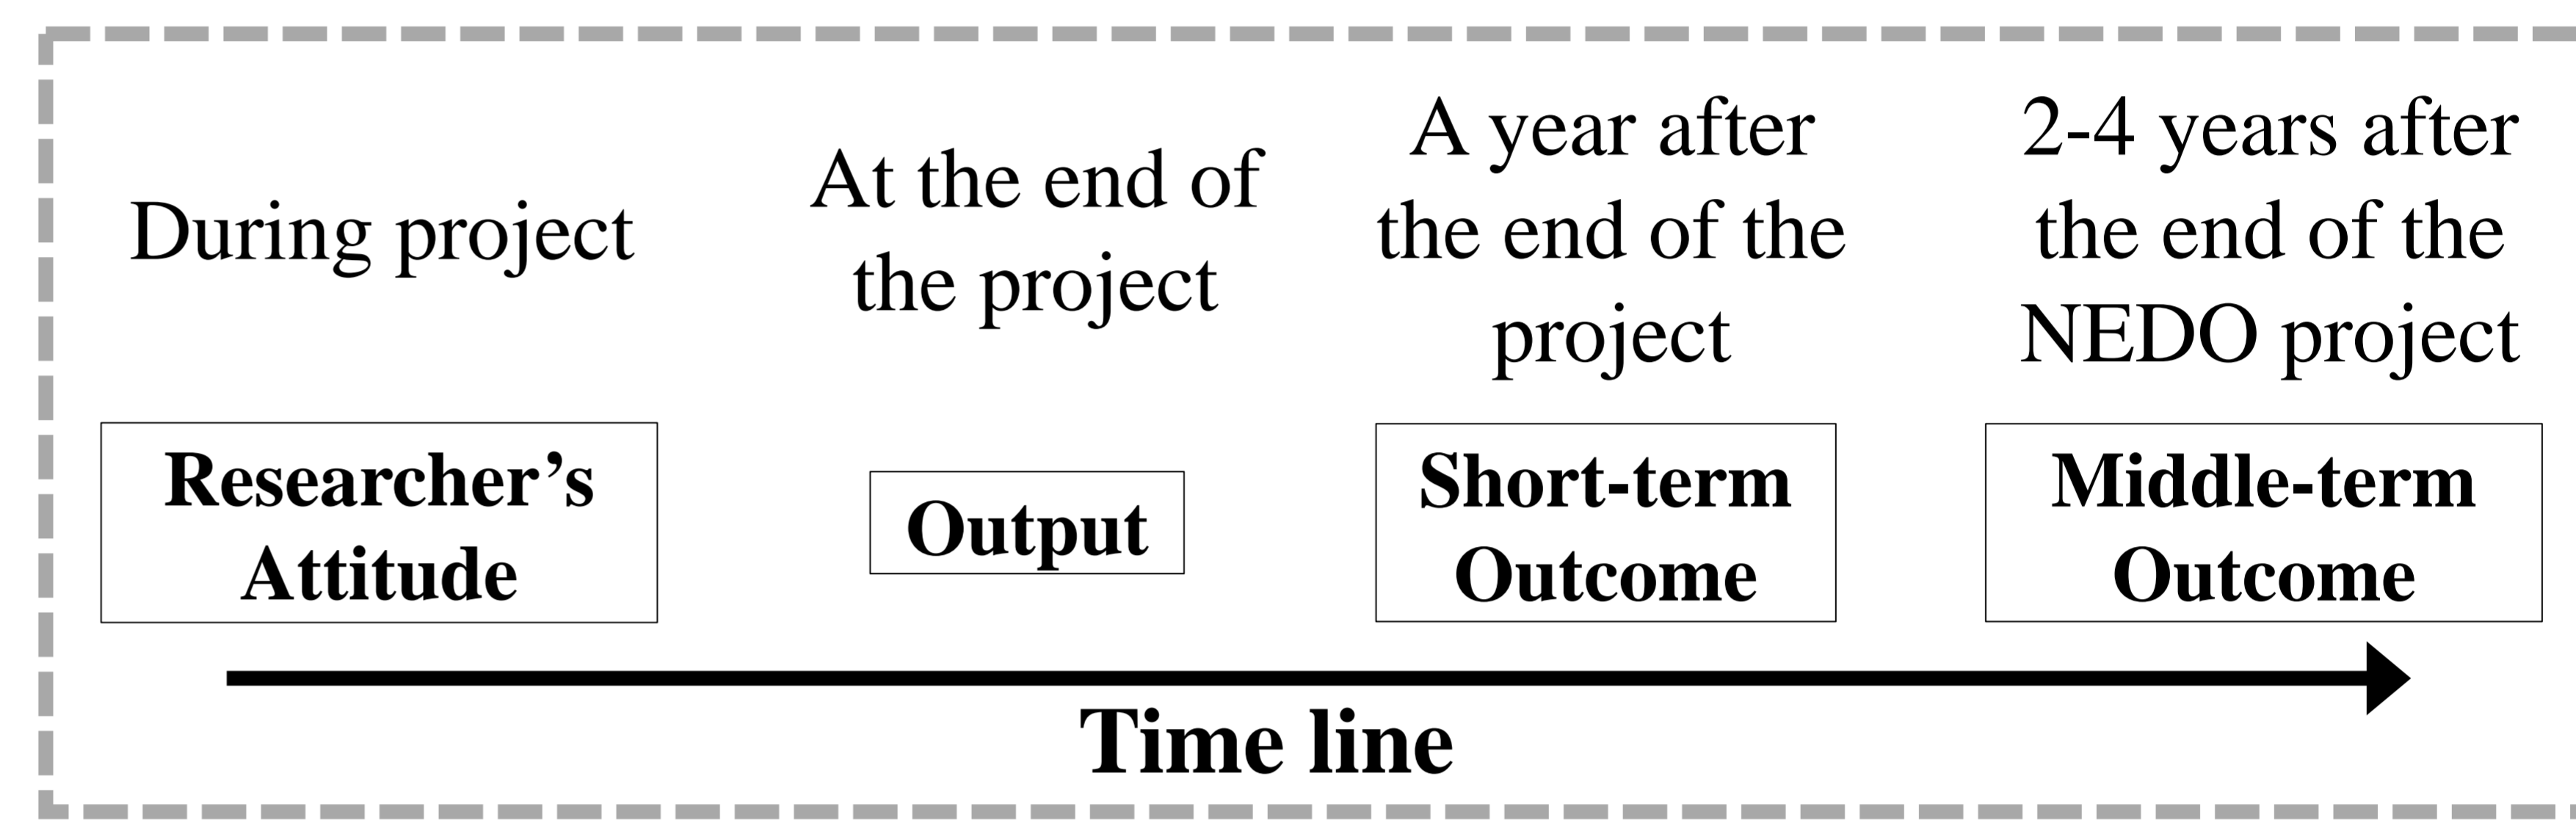 During project
At the end of
the project
A year after
the end of the
project
2-4 years after
the end of the
NEDO project
Researcher’s
Attitude
Output
Short-term
Outcome
Middle-term
Outcome
Time line